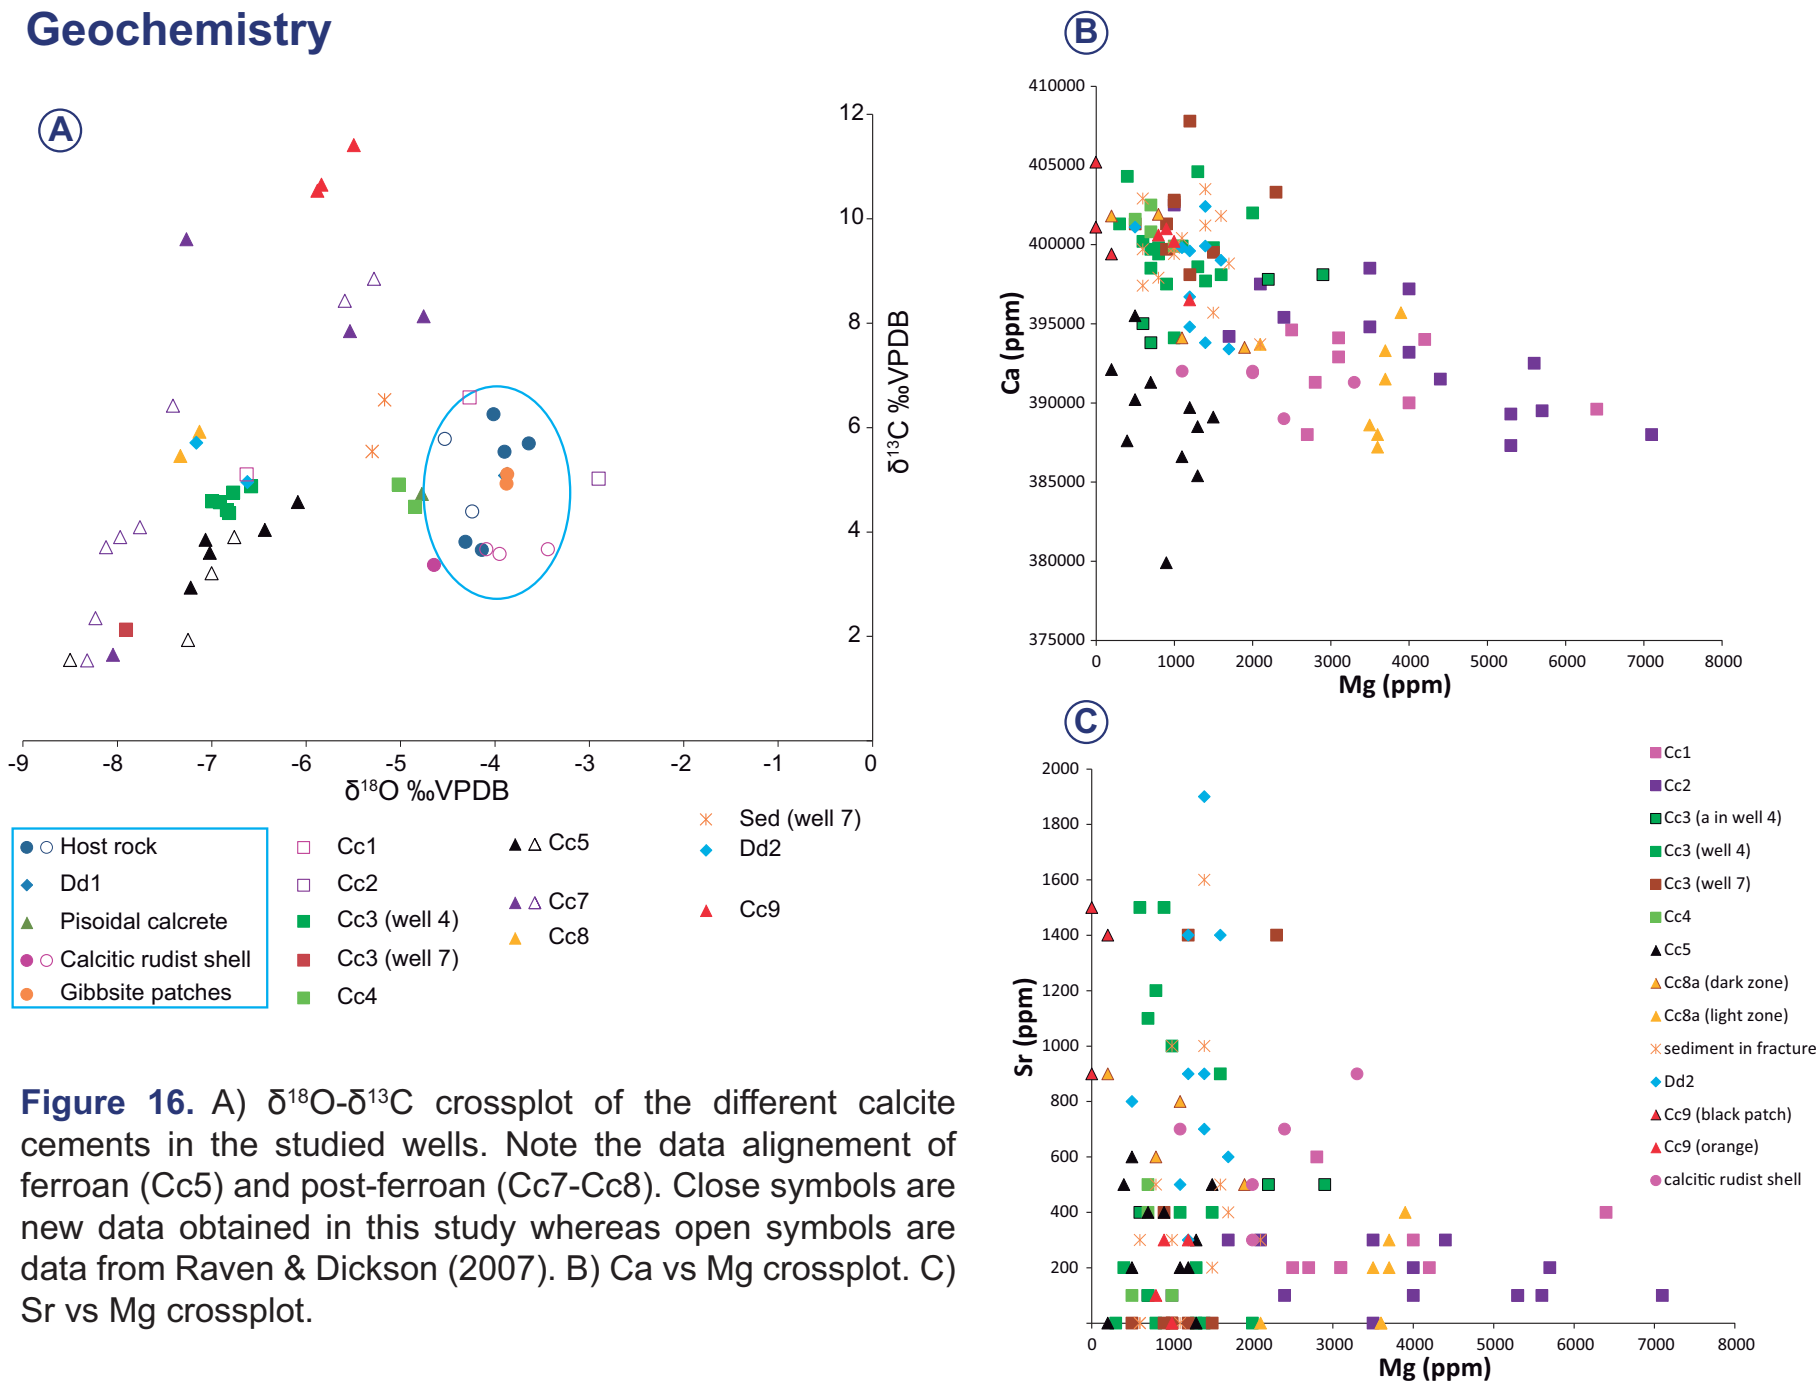 Geochemistry
A
12
10
8
6
4
2
δ¹³C ‰VPDB
-9 -8 -7 -6 -5 -4 -3 -2 -1 0
δ¹⁸O ‰VPDB
Host rock
Dd1
Pisoidal calcrete
Calcitic rudist shell
Gibbsite patches
Cc1
Cc2
Cc3 (well 4)
Cc3 (well 7)
Cc4
Cc5
Cc7
Cc8
Sed (well 7)
Dd2
Cc9
Figure 16. A) δ¹⁸O-δ¹³C crossplot of the different calcite
cements in the studied wells. Note the data alignement of
ferroan (Cc5) and post-ferroan (Cc7-Cc8). Close symbols are
new data obtained in this study whereas open symbols are
data from Raven & Dickson (2007). B) Ca vs Mg crossplot. C)
Sr vs Mg crossplot.
B
410000
405000
400000
395000
390000
385000
380000
375000
Ca (ppm)
0 1000 2000 3000 4000 5000 6000 7000 8000
Mg (ppm)
C
2000
1800
1600
1400
1200
1000
800
600
400
200
Sr (ppm)
0 1000 2000 3000 4000 5000 6000 7000 8000
Mg (ppm)
Cc1
Cc2
Cc3 (a in well 4)
Cc3 (well 4)
Cc3 (well 7)
Cc4
Cc5
Cc8a (dark zone)
Cc8a (light zone)
sediment in fracture
Dd2
Cc9 (black patch)
Cc9 (orange)
calcitic rudist shell